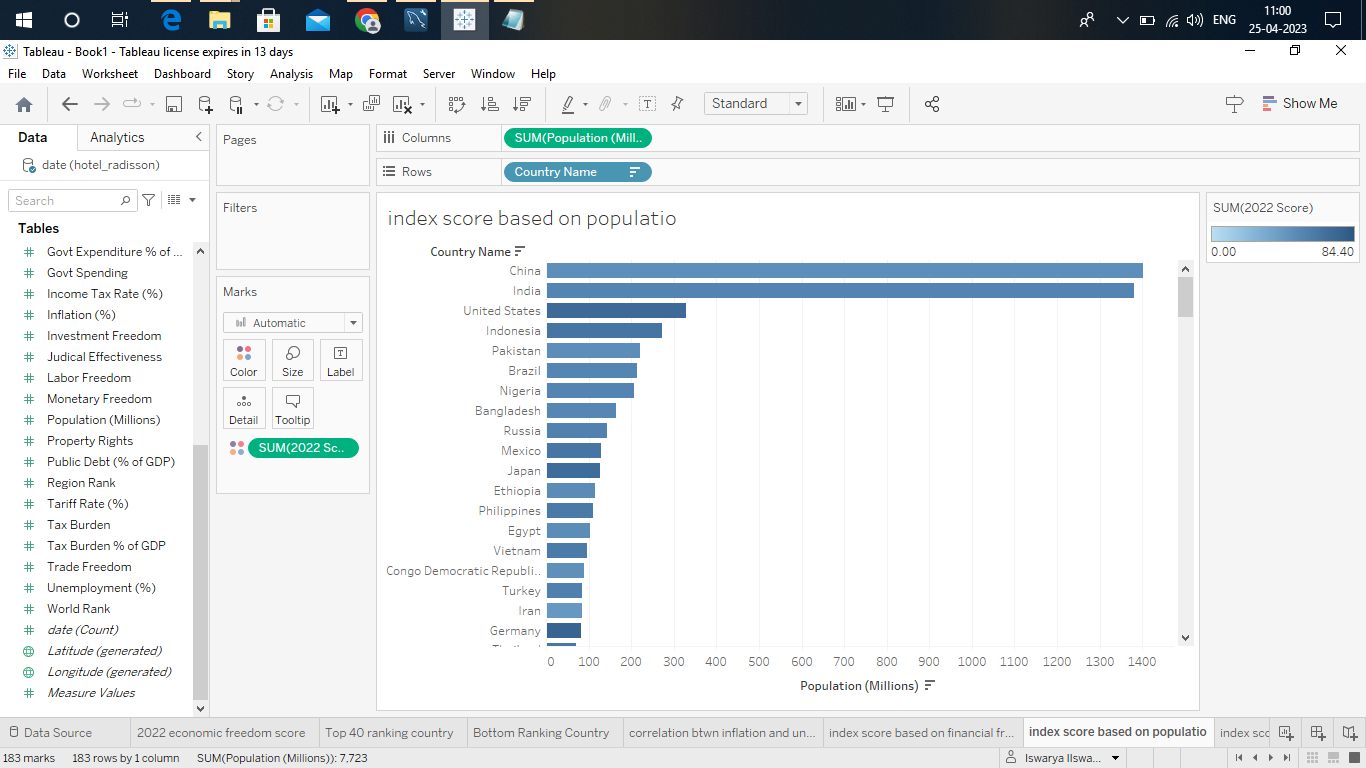 ENG
11:00
25-04-2023
Tableau - Book1 - Tableau license expires in 13 days
File Data Worksheet Dashboard Story Analysis Map Format Server Window Help
Standard
Show Me
Data Analytics
date (hotel_radisson)
Search
Tables
Govt Expenditure % of ...
Govt Spending
Income Tax Rate (%)
Inflation (%)
Investment Freedom
Judical Effectiveness
Labor Freedom
Monetary Freedom
Population (Millions)
Property Rights
Public Debt (% of GDP)
Region Rank
Tariff Rate (%)
Tax Burden
Tax Burden % of GDP
Trade Freedom
Unemployment (%)
World Rank
date (Count)
Latitude (generated)
Longitude (generated)
Measure Values
Pages
Filters
Marks
Automatic
Color Size Label
Detail Tooltip
SUM(2022 Sc..
Columns SUM(Population (Mill..
Rows Country Name
index score based on populatio
Country Name
China
India
United States
Indonesia
Pakistan
Brazil
Nigeria
Bangladesh
Russia
Mexico
Japan
Ethiopia
Philippines
Egypt
Vietnam
Congo Democratic Republi..
Turkey
Iran
Germany
0 100 200 300 400 500 600 700 800 900 1000 1100 1200 1300 1400
Population (Millions)
SUM(2022 Score)
0.00 84.40
Data Source 2022 economic freedom score Top 40 ranking country Bottom Ranking Country correlation btwn inflation and un... index score based on financial fr... index score based on populatio index sc
183 marks 183 rows by 1 column SUM(Population (Millions)): 7,723 Iswarya Ilswa...